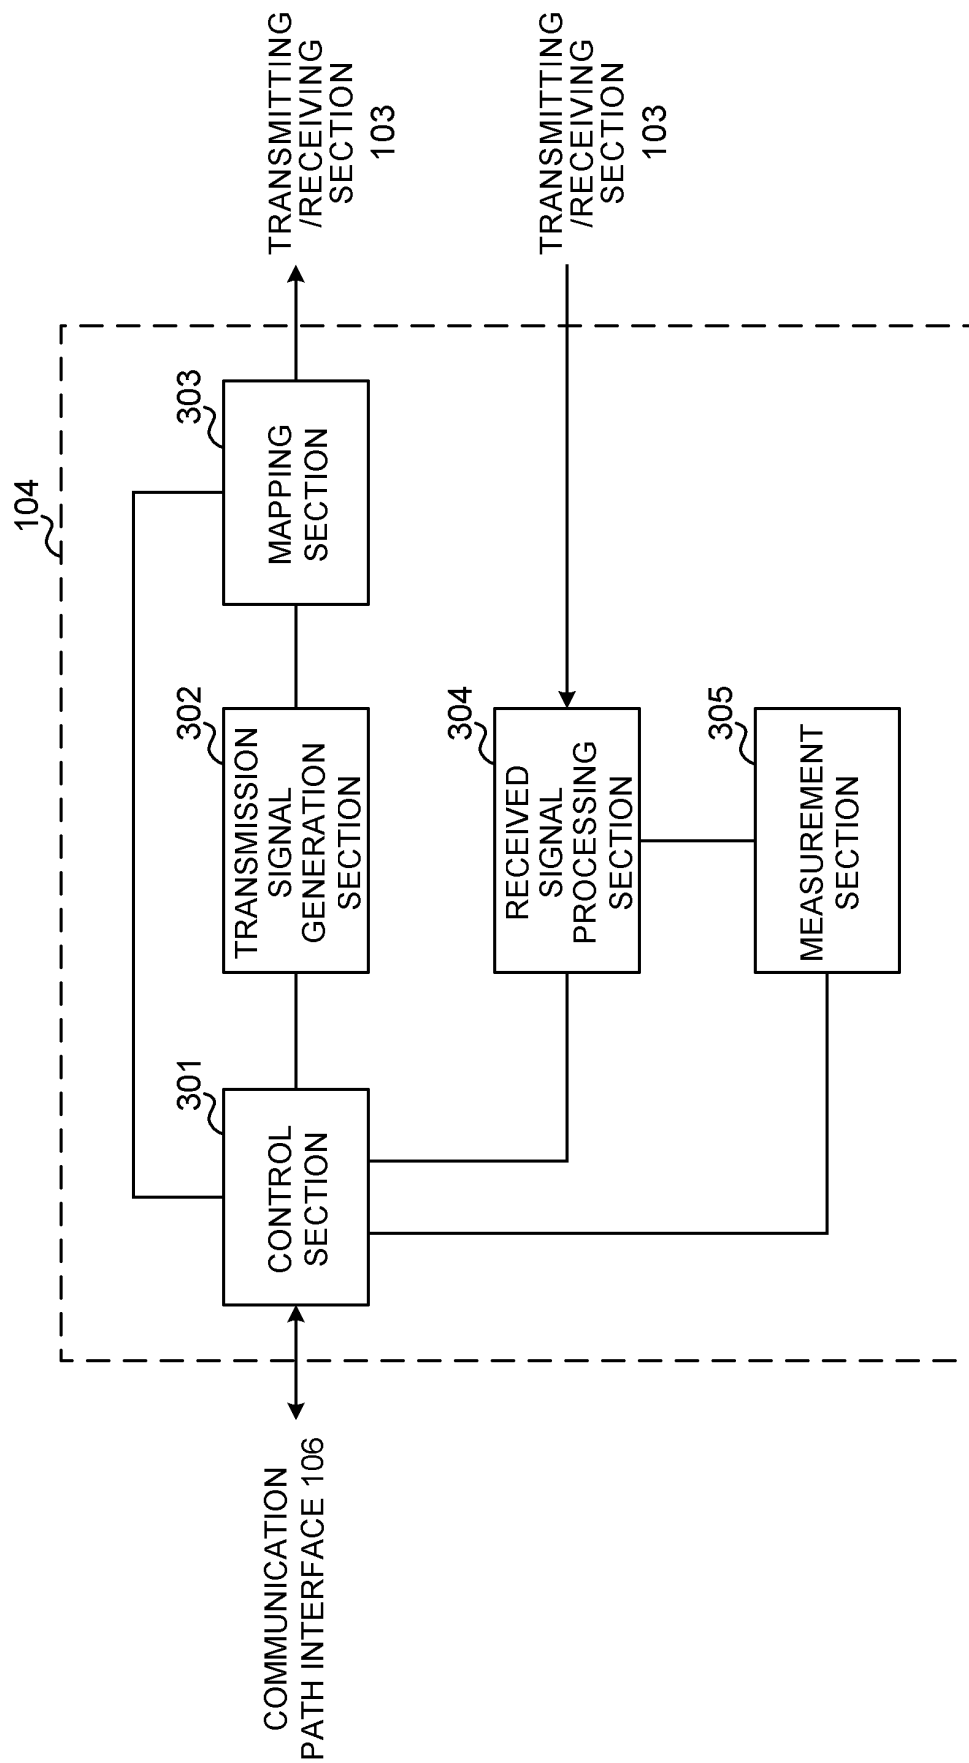 104
COMMUNICATION
PATH INTERFACE 106
301
CONTROL
SECTION
302
TRANSMISSION
SIGNAL
GENERATION
SECTION
303
MAPPING
SECTION
TRANSMITTING
/RECEIVING
SECTION
103
304
RECEIVED
SIGNAL
PROCESSING
SECTION
TRANSMITTING
/RECEIVING
SECTION
103
305
MEASUREMENT
SECTION